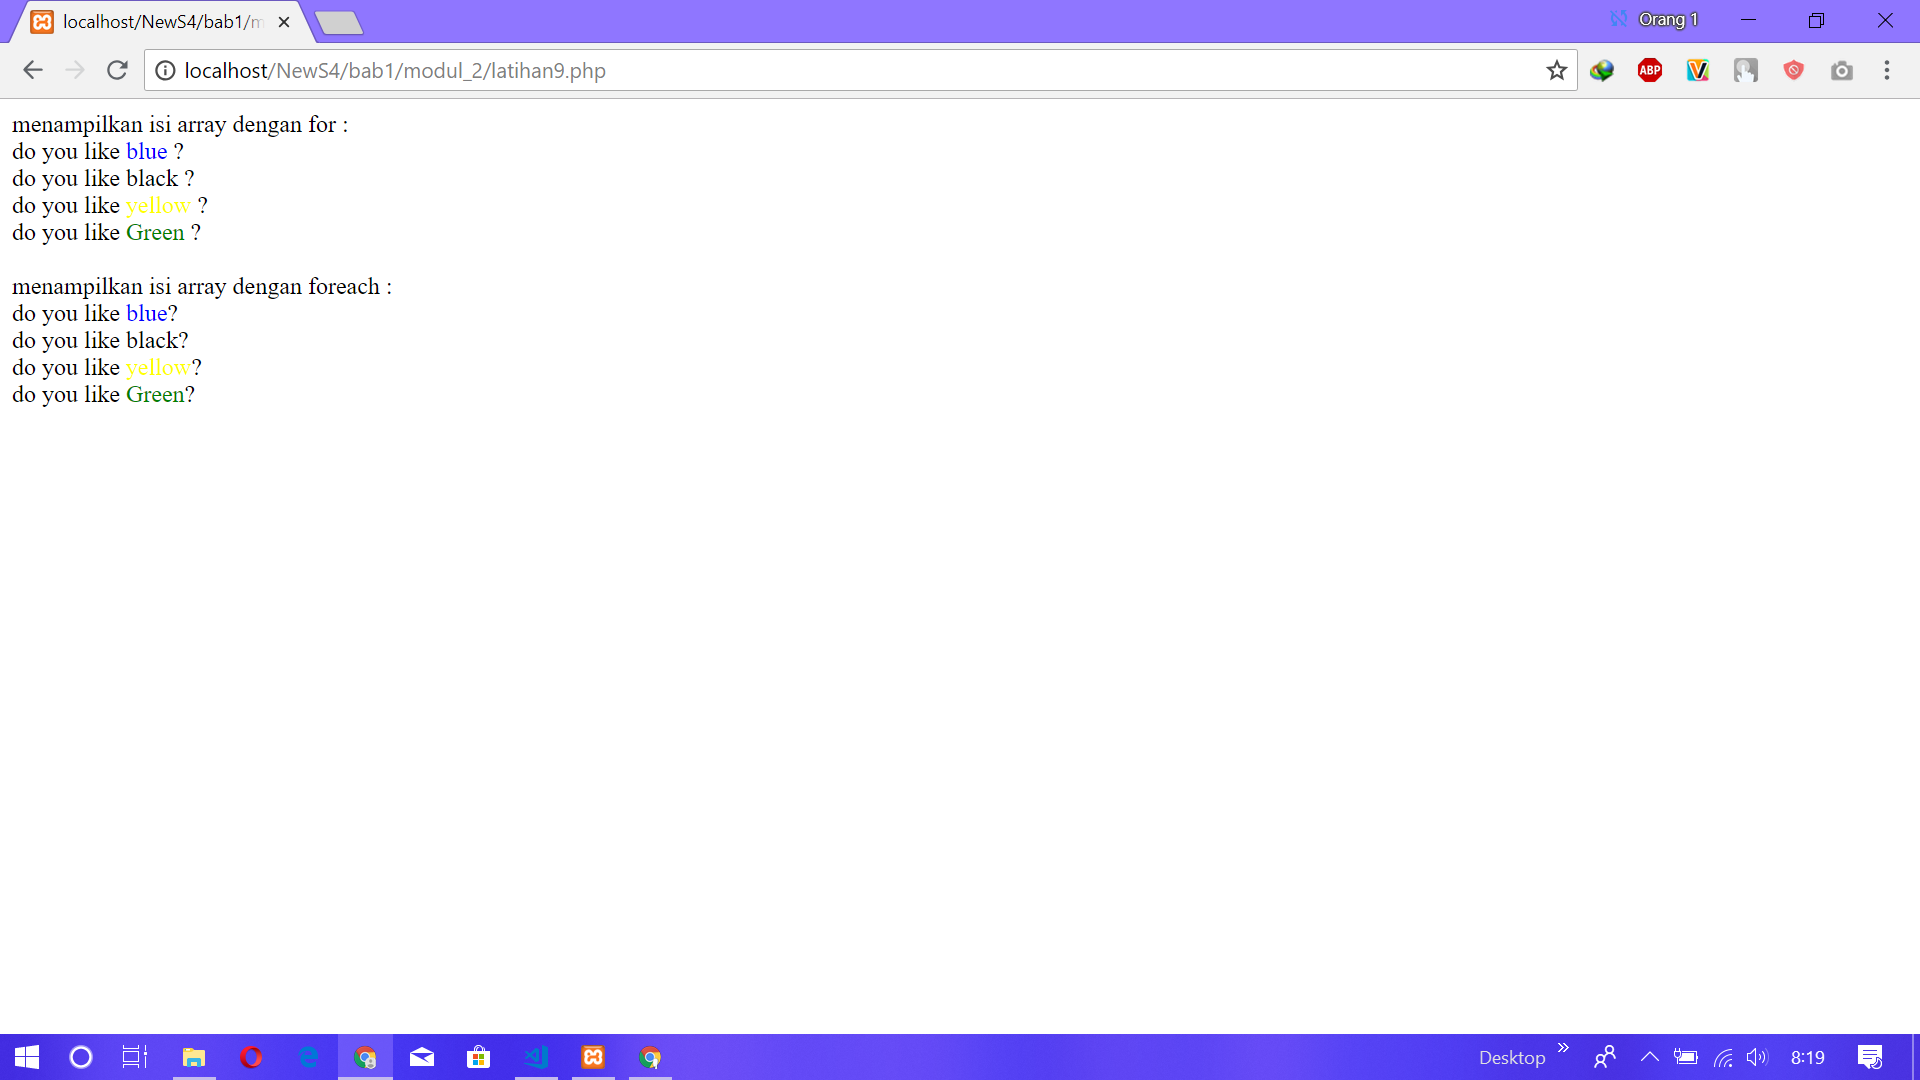 localhost/NewS4/bab1/m
Orang 1
localhost/NewS4/bab1/modul_2/latihan9.php
ABP
menampilkan isi array dengan for :
do you like blue ?
do you like black ?
do you like yellow ?
do you like Green ?
menampilkan isi array dengan foreach :
do you like blue?
do you like black?
do you like yellow?
do you like Green?
Desktop
8:19